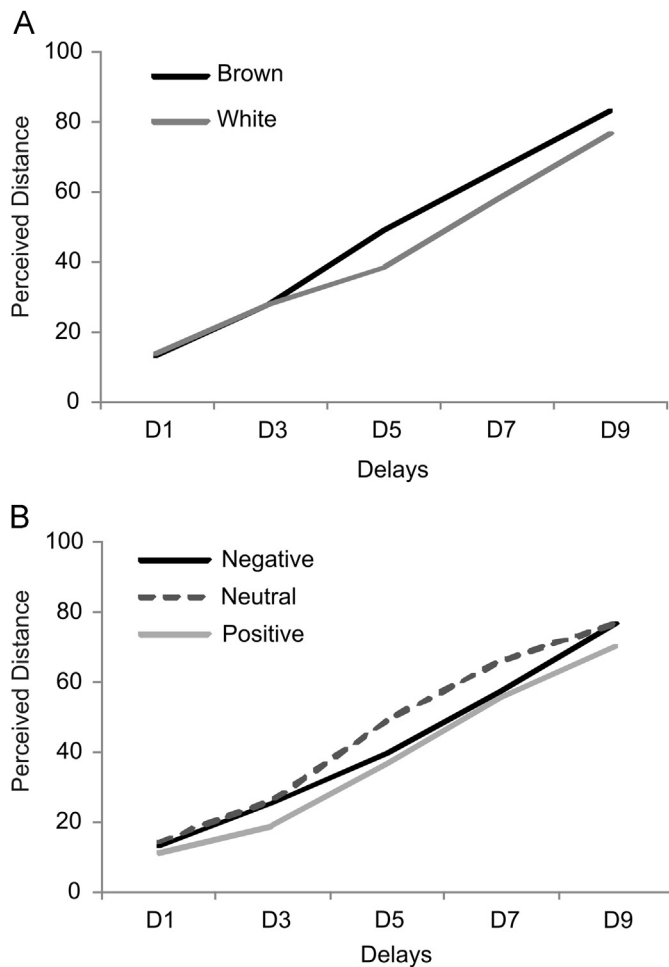 A
100
80
60
40
20
0
Perceived Distance
Brown
White
D1 D3 D5 D7 D9
Delays
B
100
80
60
40
20
0
Perceived Distance
Negative
Neutral
Positive
D1 D3 D5 D7 D9
Delays